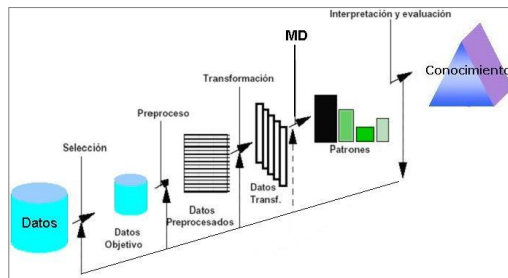 Interpretación y evaluación
MD
Conocimiento
Transformación
Preproceso
Patrones
Selección
Datos
Transf.
Datos
Preprocesados
Datos
Datos
Objetivo